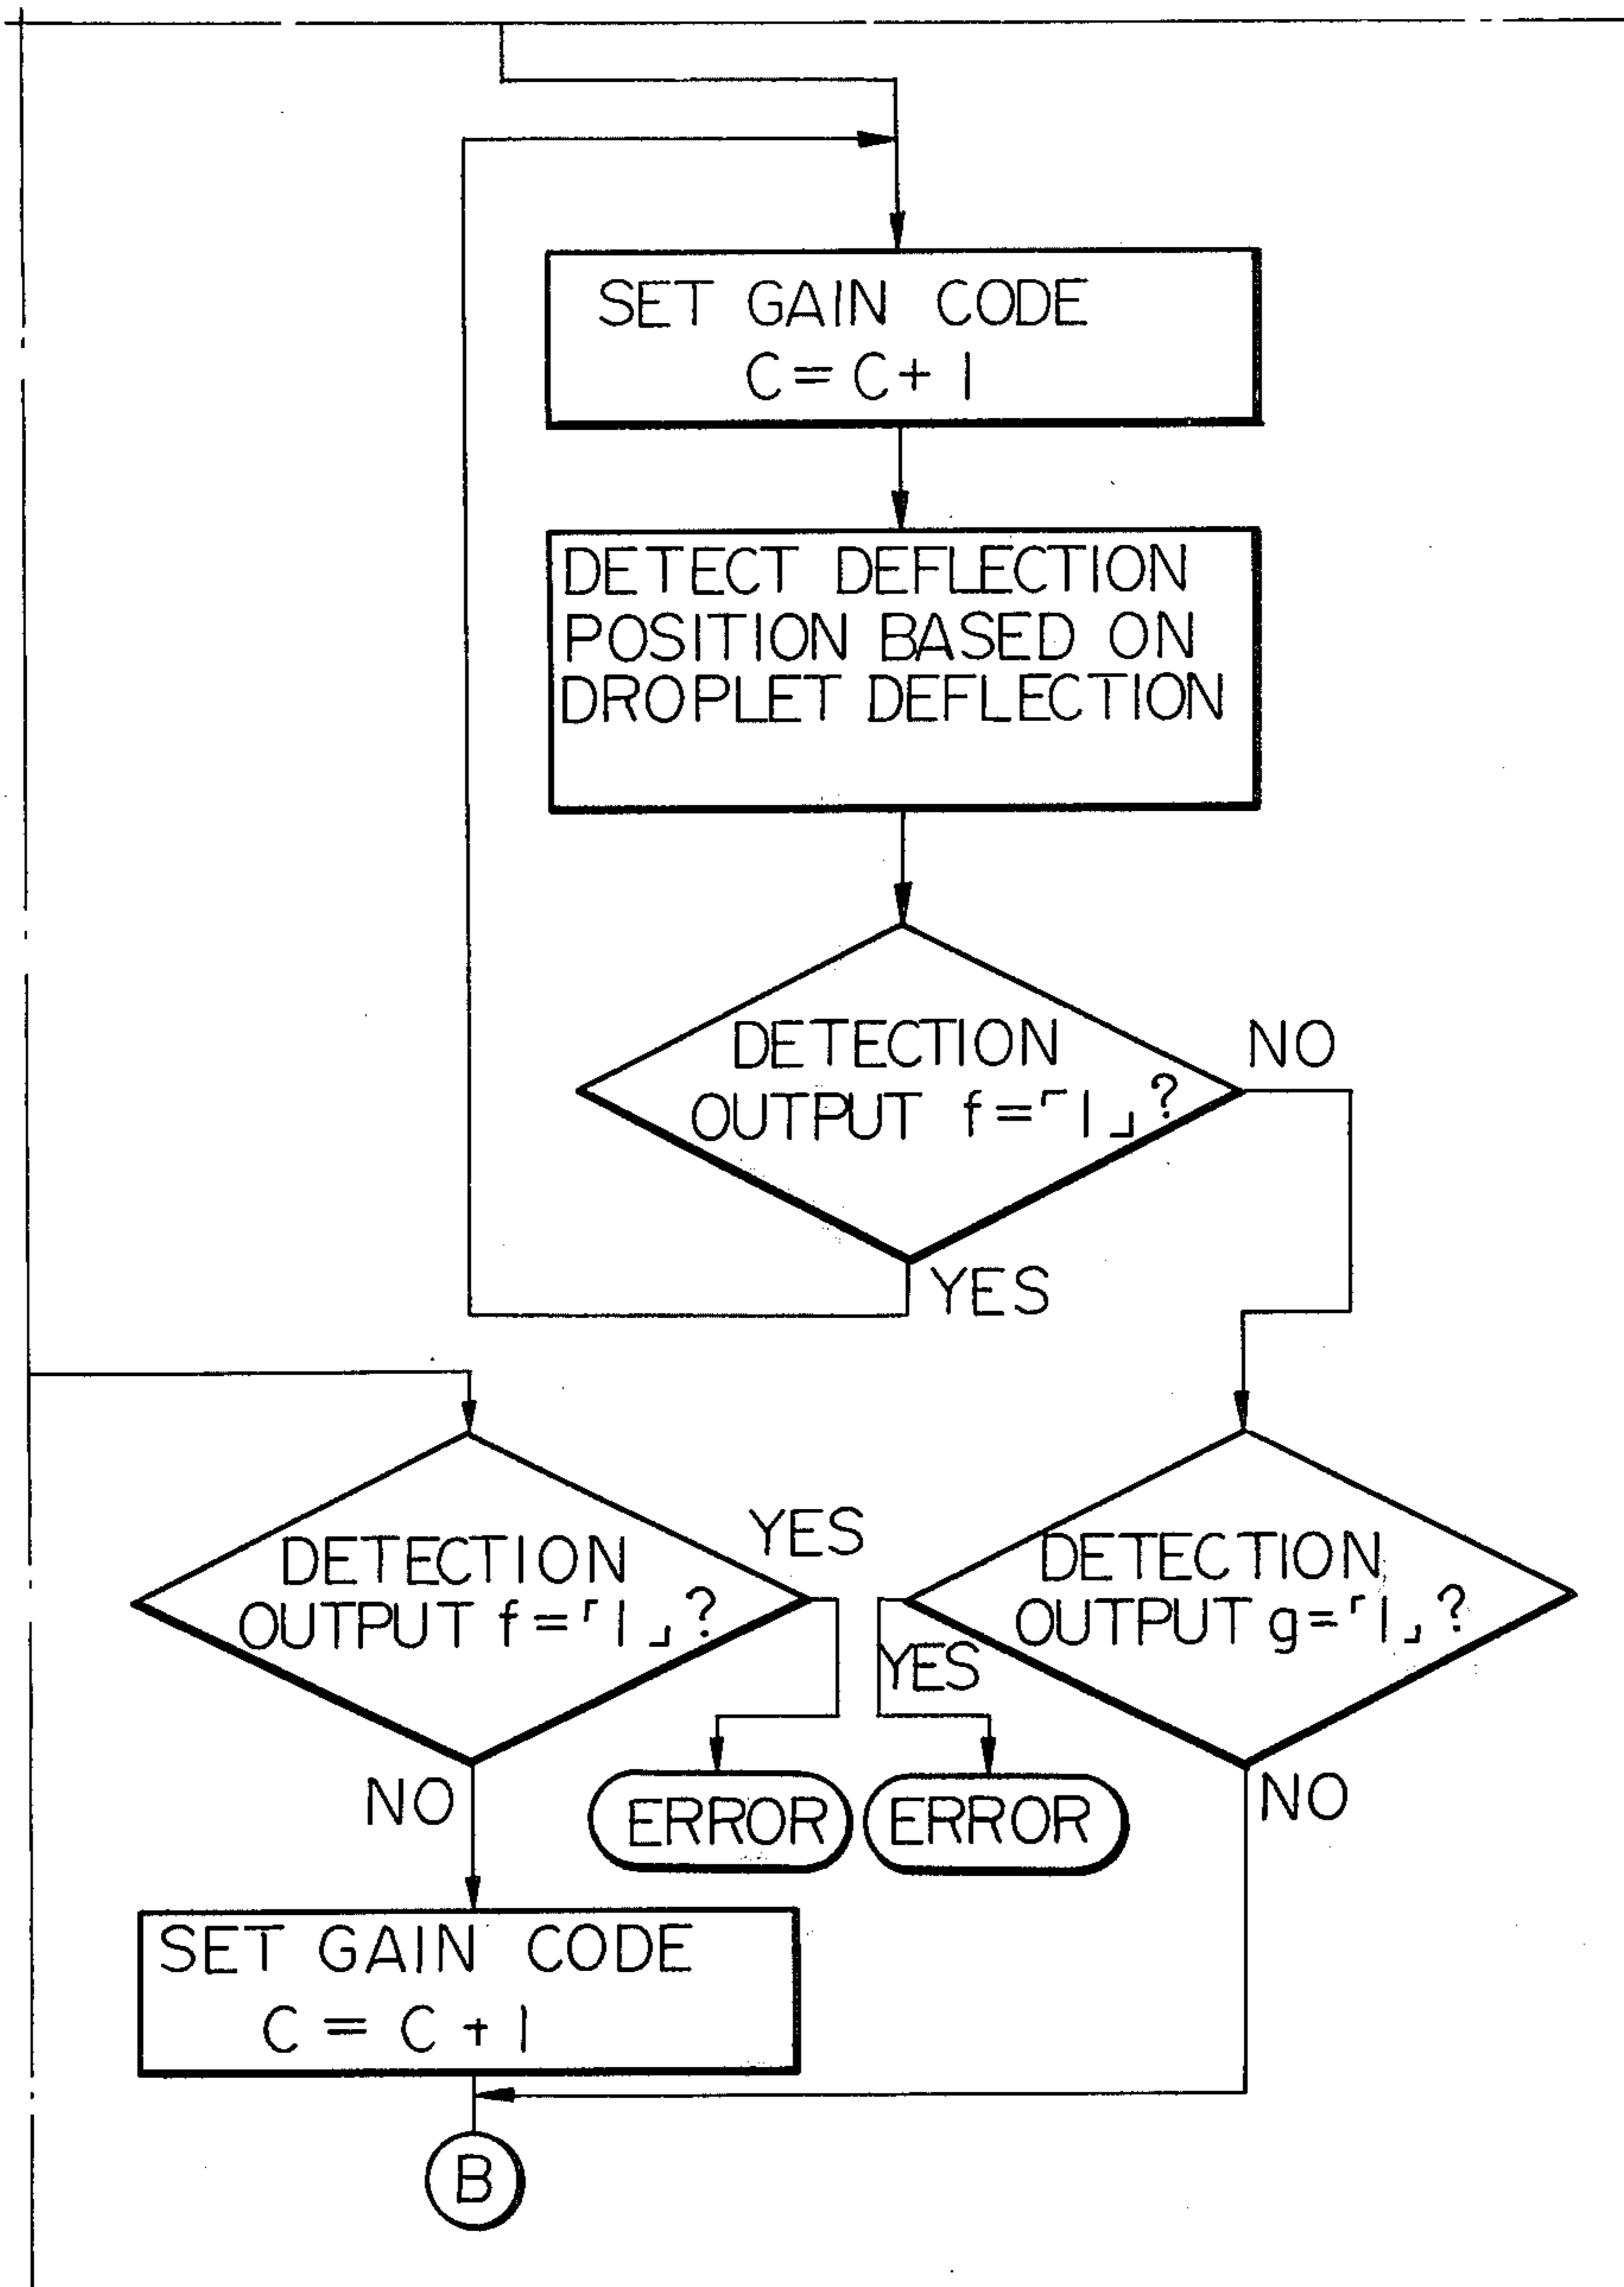 SET GAIN CODE
C = C + 1
DETECT DEFLECTION
POSITION BASED ON
DROPLET DEFLECTION
DETECTION
OUTPUT f=「1」?
NO
YES
DETECTION
OUTPUT f=「1」?
YES
DETECTION
OUTPUT g=「1」?
YES
NO
ERROR
ERROR
NO
SET GAIN CODE
C = C + 1
B